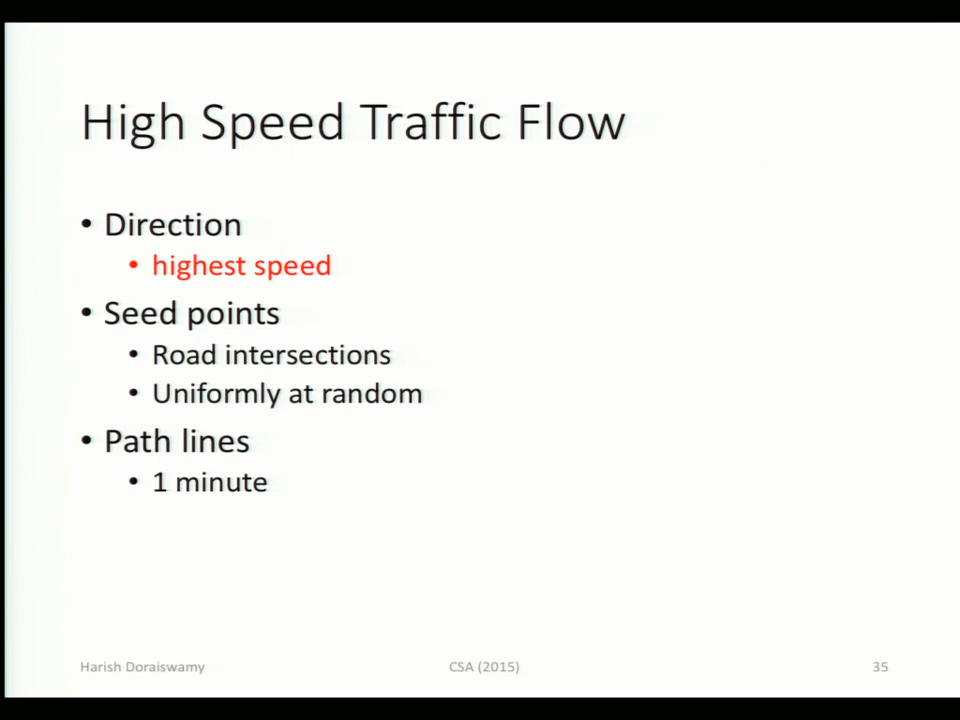 High Speed Traffic Flow
• Direction
• highest speed
• Seed points
• Road intersections
• Uniformly at random
• Path lines
• 1 minute
Harish Doraiswamy CSA (2015) 35